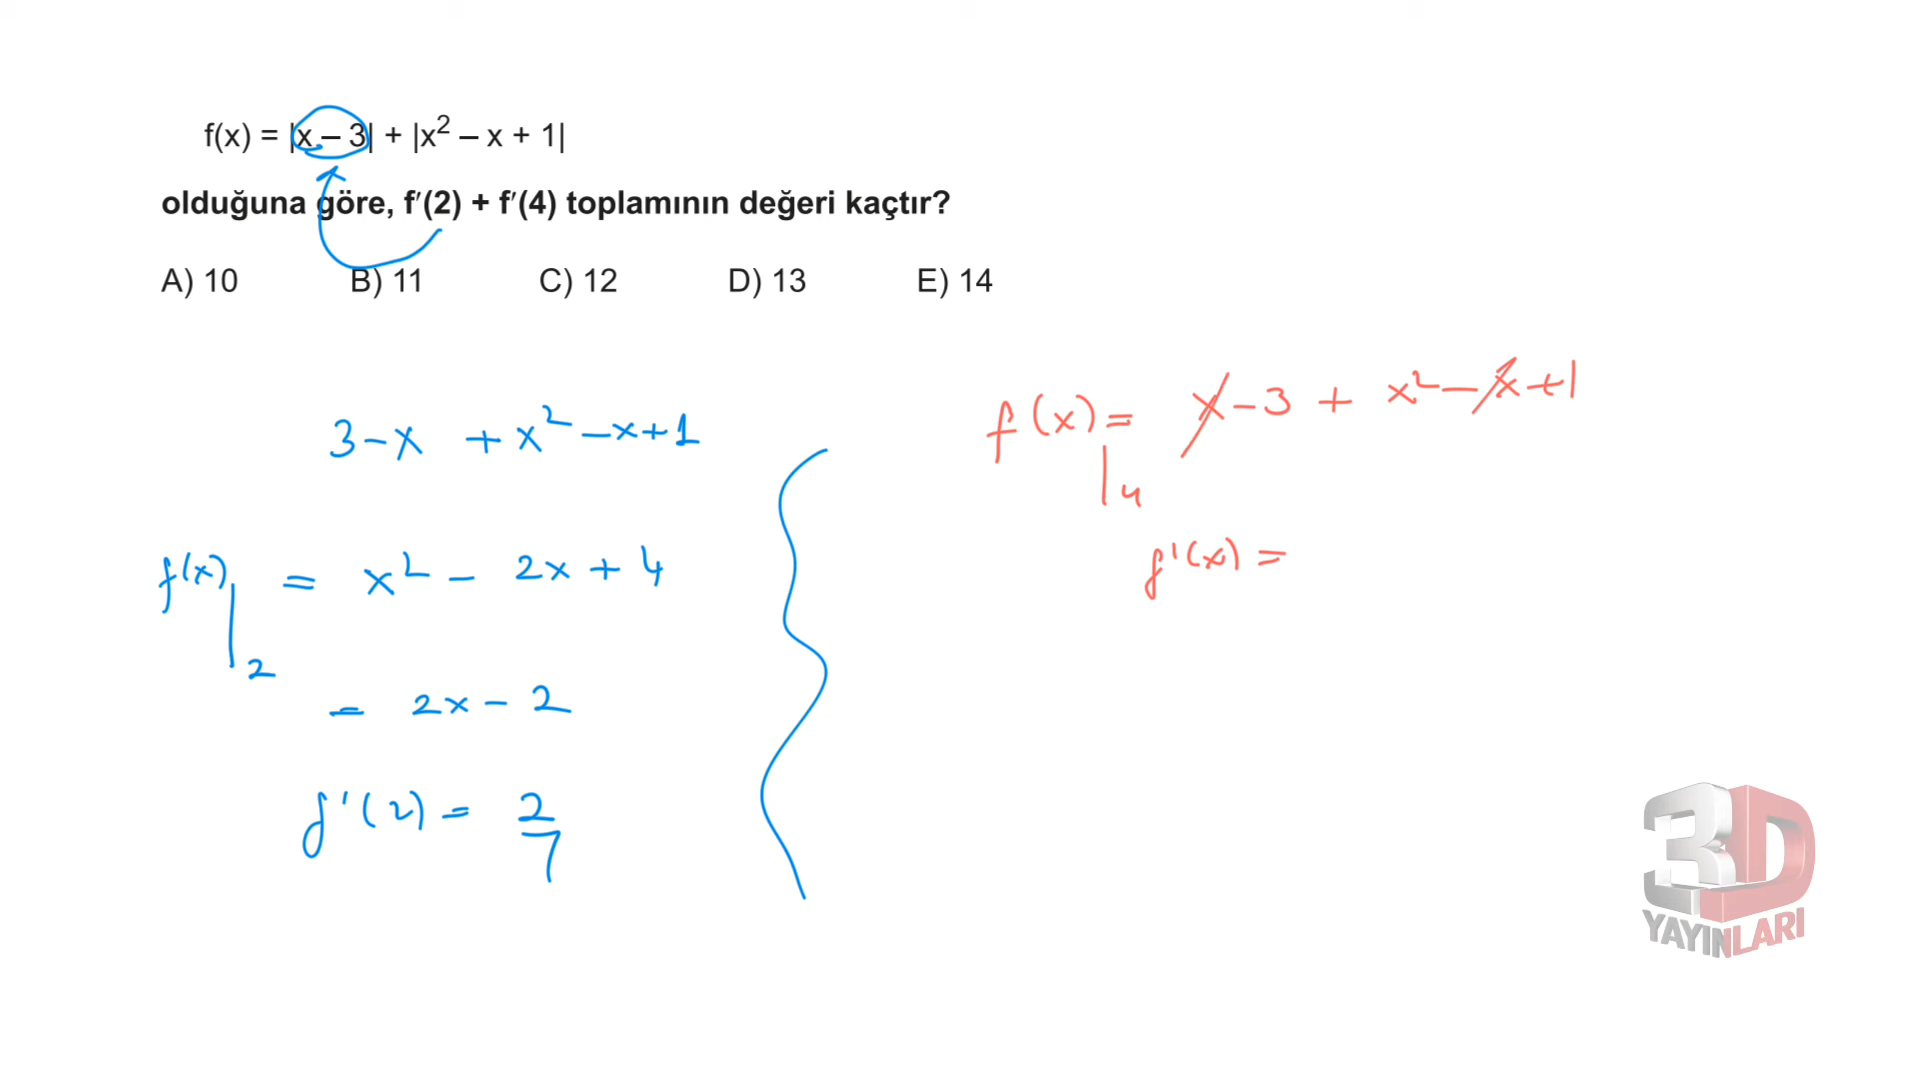 f(x) = |x – 3| + |x² – x + 1|
olduğuna göre, f′(2) + f′(4) toplamının değeri kaçtır?
A) 10 B) 11 C) 12 D) 13 E) 14
3 - x + x² - x + 1
f(x)|₂ = x² - 2x + 4
= 2x - 2
f'(2) = 2
f(x)|₄ = x - 3 + x² - x + 1
f'(x) =
3D
YAYINLARI